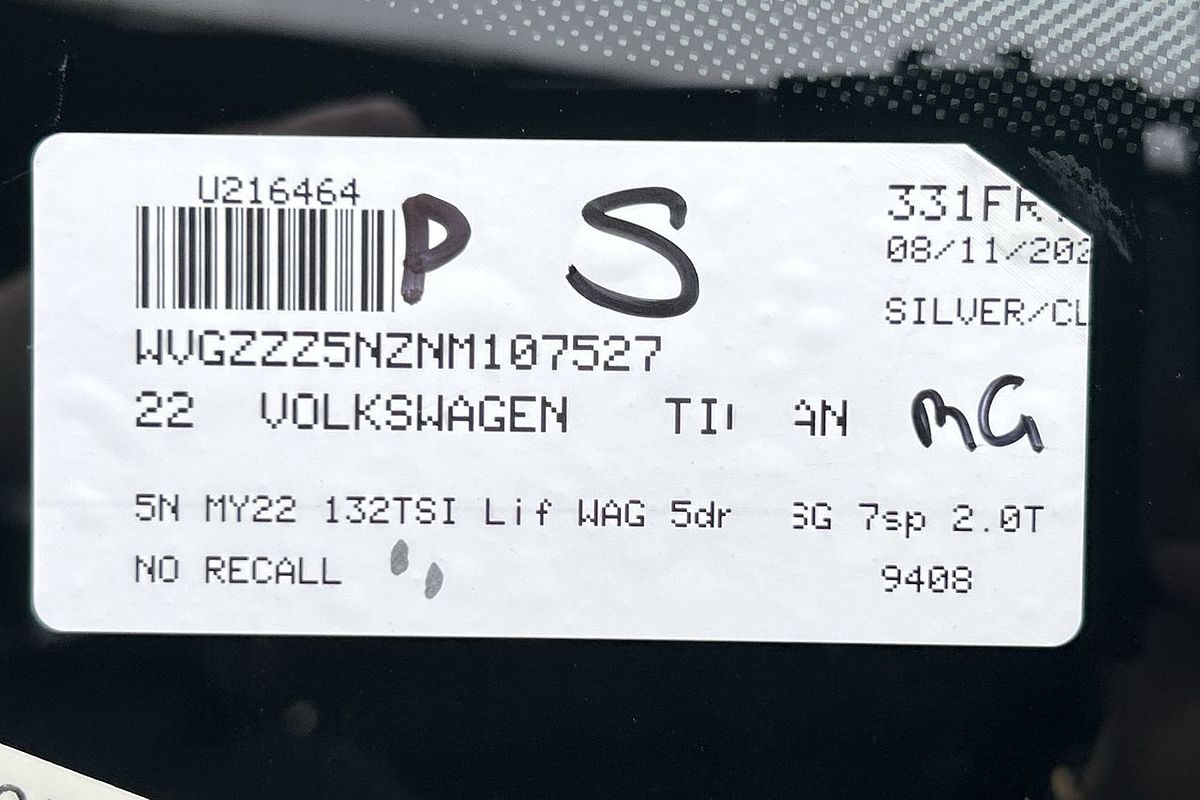 U216464
P S
331FR
08/11/202
SILVER/CL
WVGZZZ5NZNM107527
22 VOLKSWAGEN
MG
5N MY22 132TSI Lif WAG 5dr SG 7sp 2.0T
NO RECALL
9408